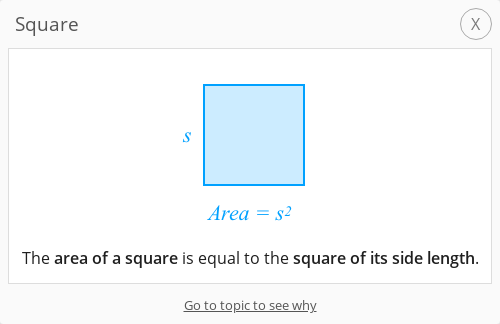 Square
X
s
Area = s²
The area of a square is equal to the square of its side length.
Go to topic to see why